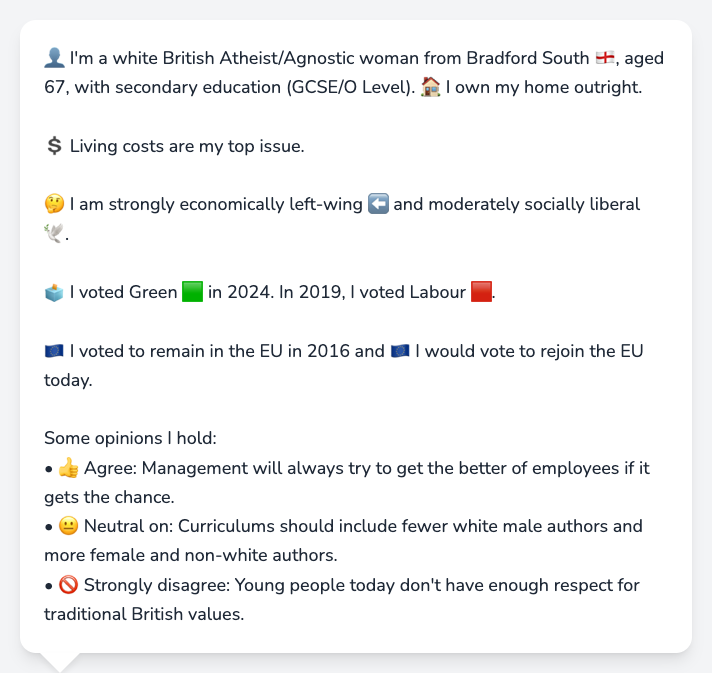 👤 I'm a white British Atheist/Agnostic woman from Bradford South 🏴󠁧󠁢󠁥󠁮󠁧󠁿, aged
67, with secondary education (GCSE/O Level). 🏠 I own my home outright.
💲 Living costs are my top issue.
🤔 I am strongly economically left-wing ⬅️ and moderately socially liberal
🕊️.
🗳️ I voted Green 🟩 in 2024. In 2019, I voted Labour 🟥.
🇪🇺 I voted to remain in the EU in 2016 and 🇪🇺 I would vote to rejoin the EU
today.
Some opinions I hold:
• 👍 Agree: Management will always try to get the better of employees if it
gets the chance.
• 😐 Neutral on: Curriculums should include fewer white male authors and
more female and non-white authors.
• 🚫 Strongly disagree: Young people today don't have enough respect for
traditional British values.